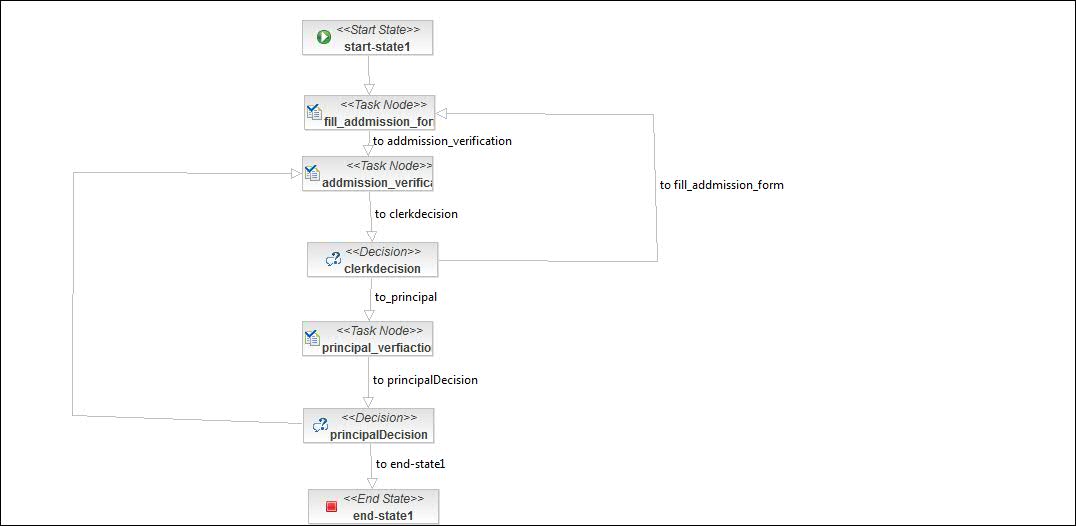 <<Start State>>
start-state1
<<Task Node>>
fill_addmission_for
to addmission_verification
<<Task Node>>
addmission_verifica
to fill_addmission_form
to clerkdecision
<<Decision>>
clerkdecision
to_principal
<<Task Node>>
principal_verfiaction
to principalDecision
<<Decision>>
principalDecision
to end-state1
<<End State>>
end-state1